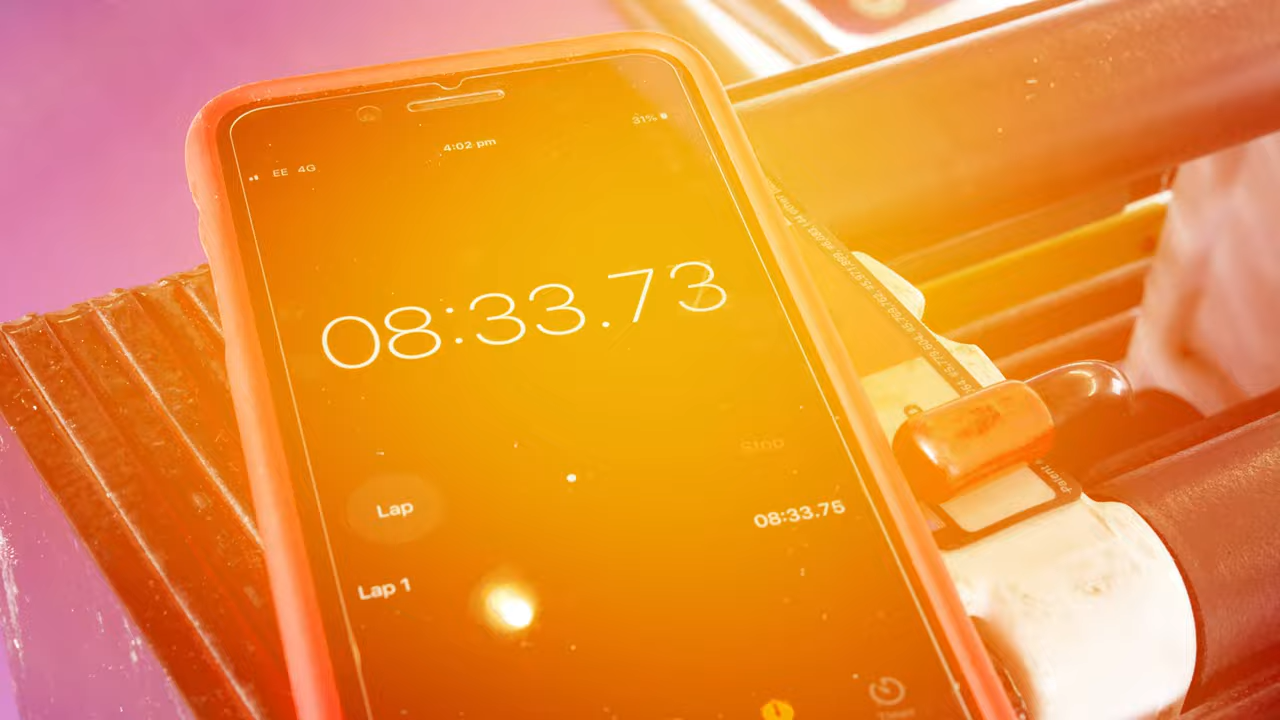 4:02 pm
31%
EE 4G
08:33.73
Stop
Lap
08:33.75
Lap 1
Patent